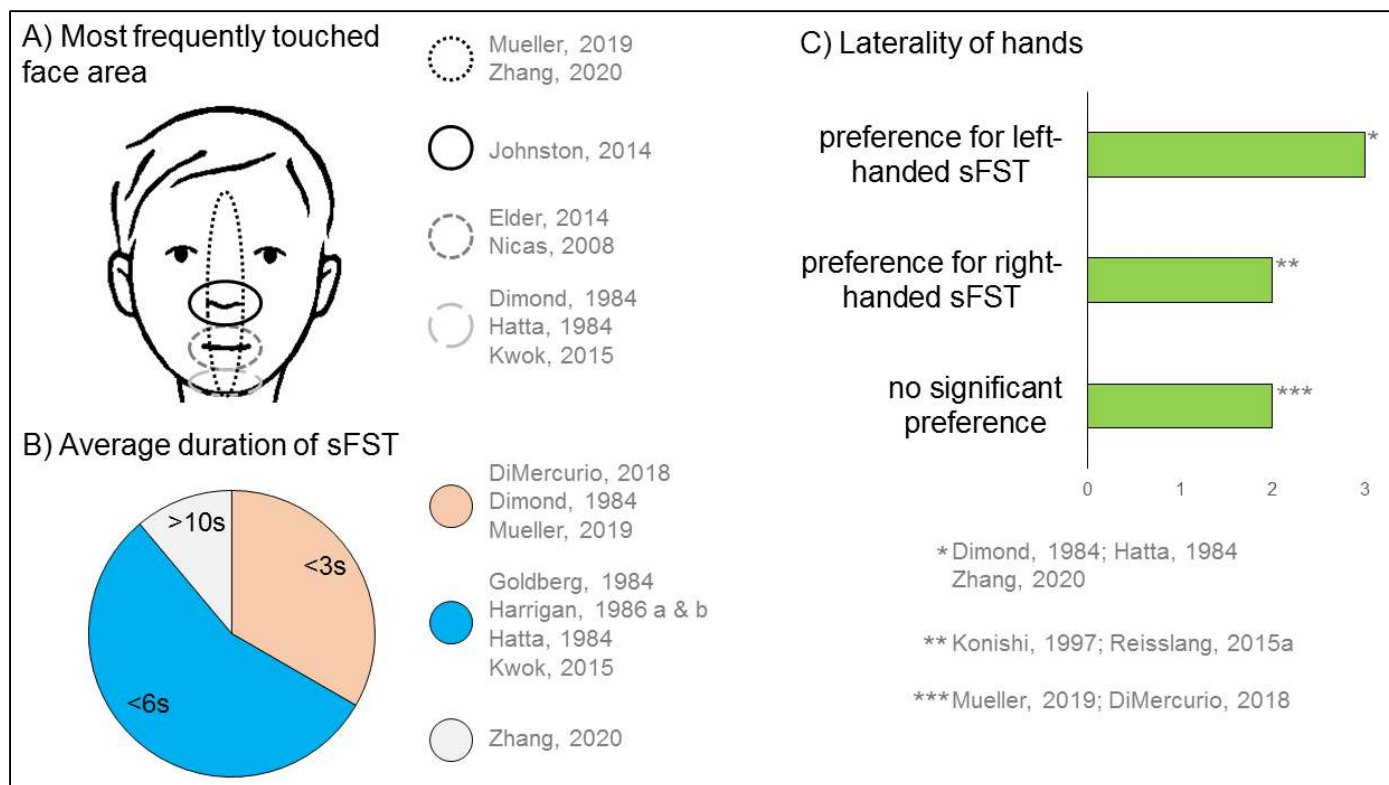 A) Most frequently touched
face area
Mueller, 2019
Zhang, 2020
Johnston, 2014
Elder, 2014
Nicas, 2008
Dimond, 1984
Hatta, 1984
Kwok, 2015
B) Average duration of sFST
>10s
<3s
<6s
DiMercurio, 2018
Dimond, 1984
Mueller, 2019
Goldberg, 1984
Harrigan, 1986 a & b
Hatta, 1984
Kwok, 2015
Zhang, 2020
C) Laterality of hands
preference for left-
handed sFST
*
preference for right-
handed sFST
**
no significant
preference
***
0 1 2 3
* Dimond, 1984; Hatta, 1984
Zhang, 2020
** Konishi, 1997; Reisslang, 2015a
*** Mueller, 2019; DiMercurio, 2018